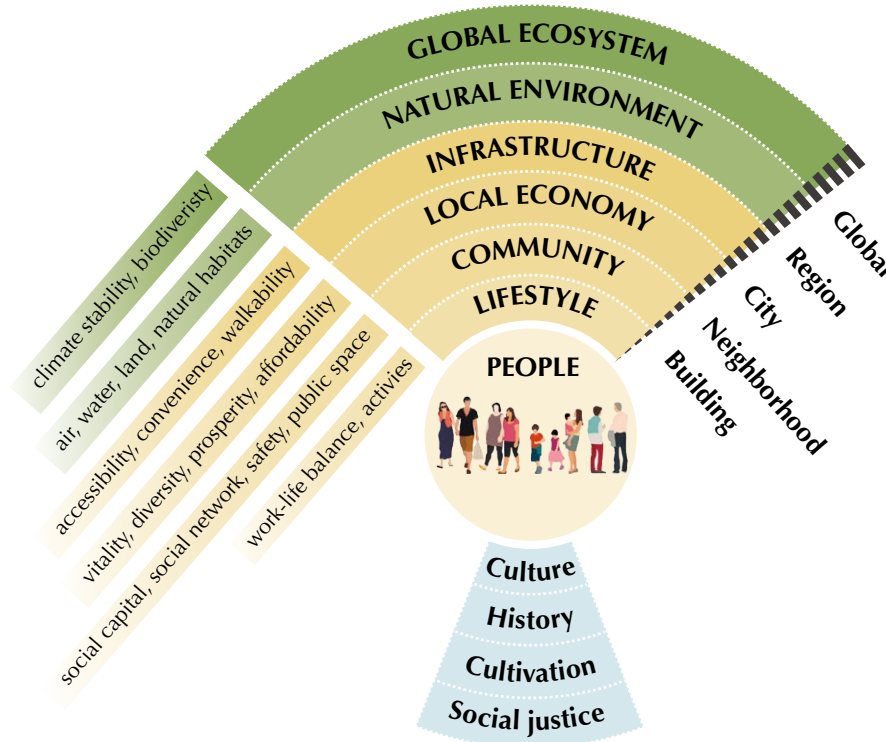 GLOBAL ECOSYSTEM
NATURAL ENVIRONMENT
INFRASTRUCTURE
LOCAL ECONOMY
COMMUNITY
LIFESTYLE
PEOPLE
climate stability, biodiveristy
air, water, land, natural habitats
accessibility, convenience, walkability
vitality, diversity, prosperity, affordability
social capital, social network, safety, public space
work-life balance, activies
Global
Region
City
Neighborhood
Building
Culture
History
Cultivation
Social justice